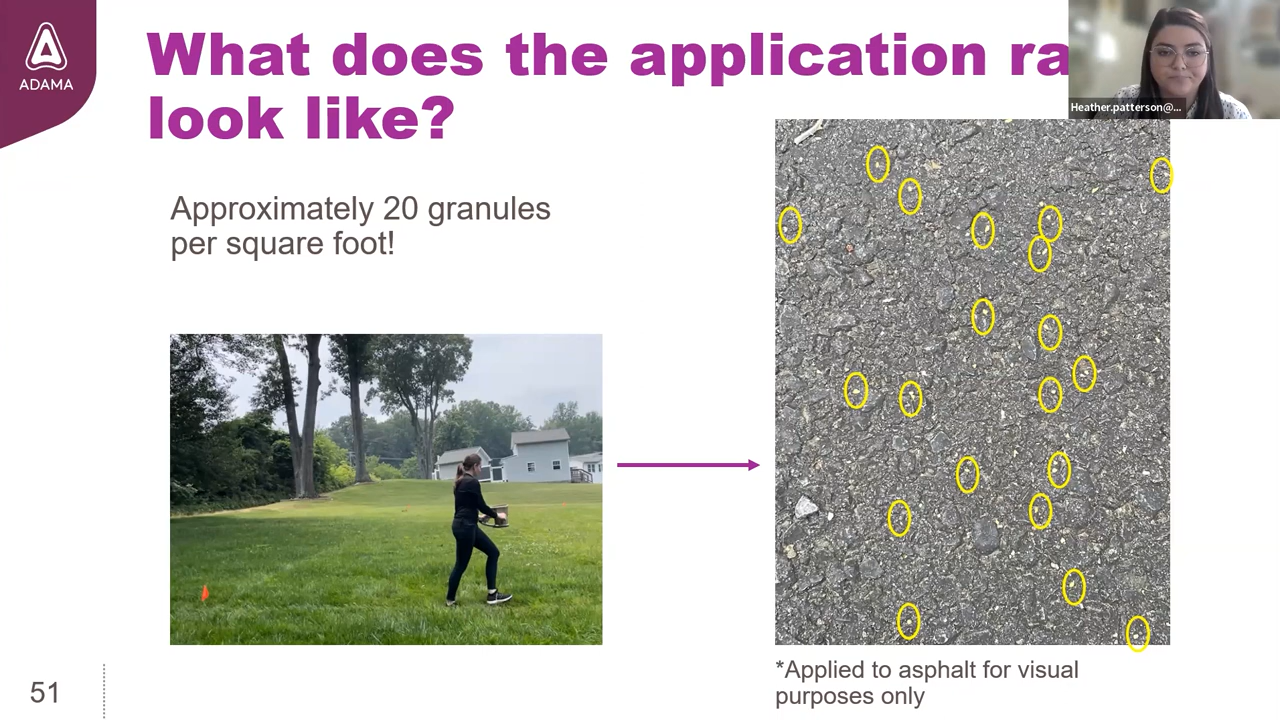 ADAMA
What does the application ra
look like?
Heather.patterson@...
Approximately 20 granules
per square foot!
*Applied to asphalt for visual
purposes only
51